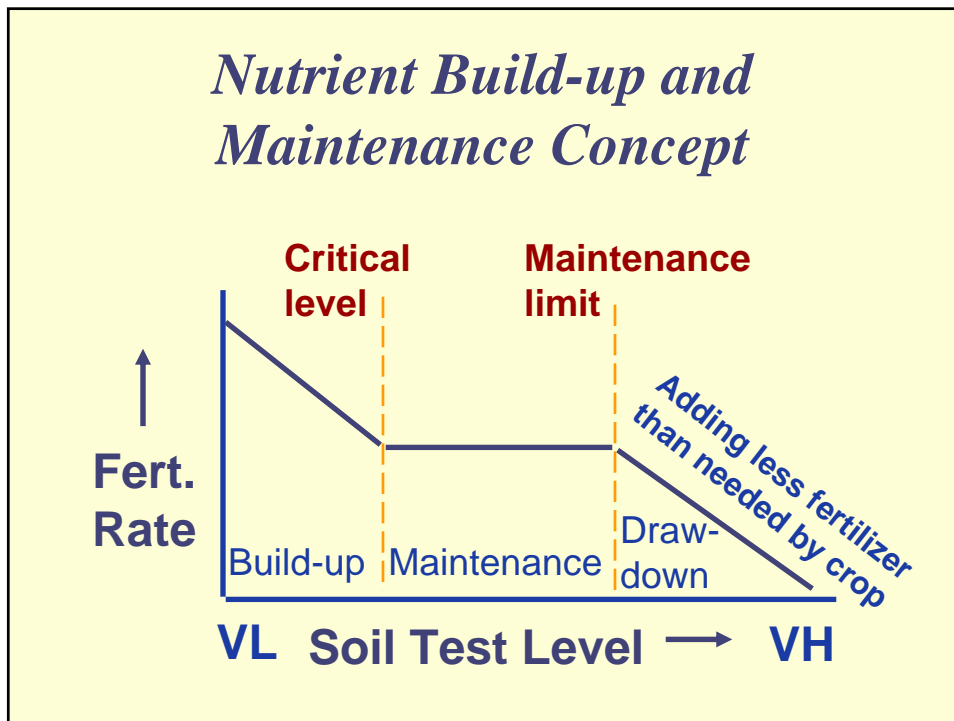 Nutrient Build-up and
Maintenance Concept
Critical
level
Maintenance
limit
Adding less fertilizer
than needed by crop
Fert.
Rate
Build-up
Maintenance
Draw-
down
VL
Soil Test Level
VH